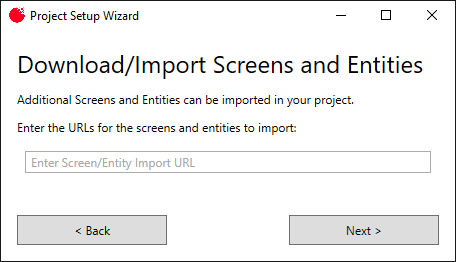 Project Setup Wizard
Download/Import Screens and Entities
Additional Screens and Entities can be imported in your project.
Enter the URLs for the screens and entities to import:
Enter Screen/Entity Import URL
< Back
Next >